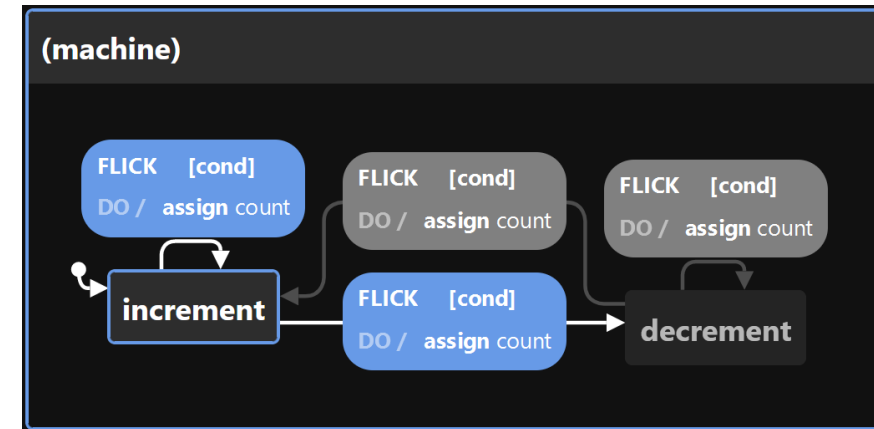 (machine)
FLICK [cond]
DO / assign count
FLICK [cond]
DO / assign count
FLICK [cond]
DO / assign count
increment
FLICK [cond]
DO / assign count
decrement